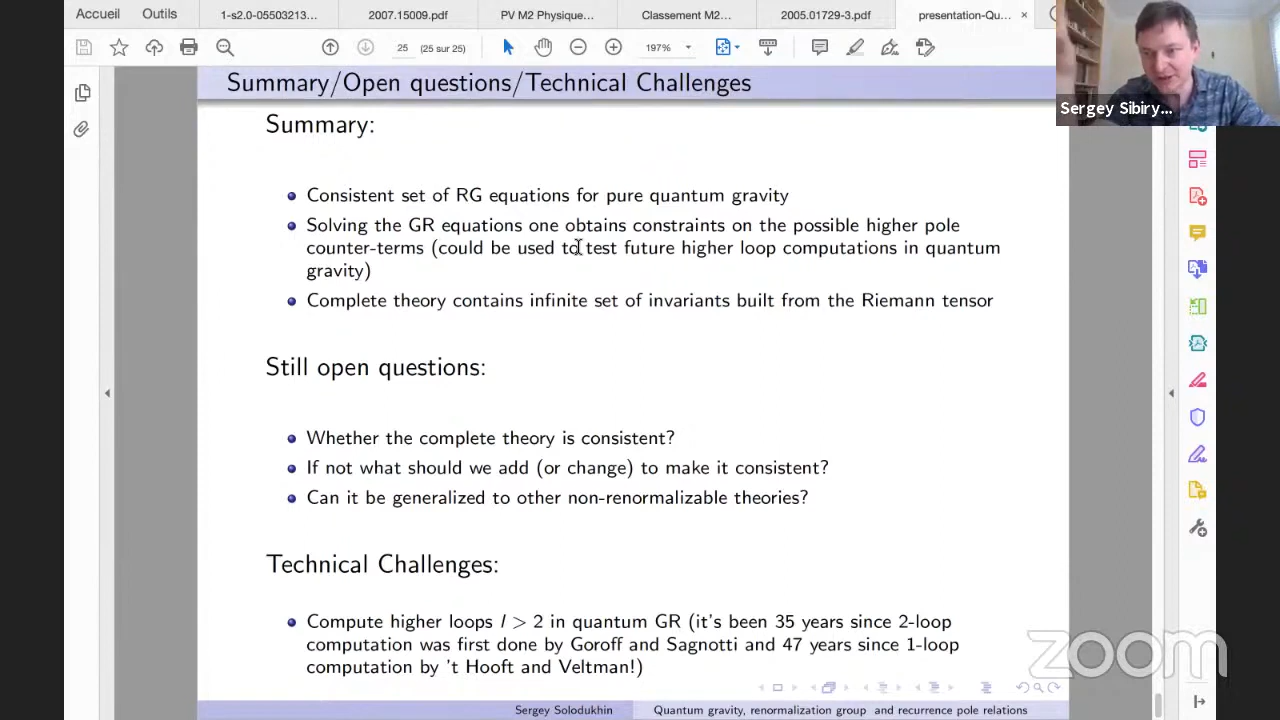 Accueil
Outils
1-s2.0-05503213...
2007.15009.pdf
PV M2 Physique...
Classement M2...
2005.01729-3.pdf
presentation-Qu...
25
(25 sur 25)
197%
Sergey Sibiry...
Summary/Open questions/Technical Challenges
Summary:
Consistent set of RG equations for pure quantum gravity
Solving the GR equations one obtains constraints on the possible higher pole
counter-terms (could be used to test future higher loop computations in quantum
gravity)
Complete theory contains infinite set of invariants built from the Riemann tensor
Still open questions:
Whether the complete theory is consistent?
If not what should we add (or change) to make it consistent?
Can it be generalized to other non-renormalizable theories?
Technical Challenges:
Compute higher loops l > 2 in quantum GR (it's been 35 years since 2-loop
computation was first done by Goroff and Sagnotti and 47 years since 1-loop
computation by 't Hooft and Veltman!)
zoom
Sergey Solodukhin
Quantum gravity, renormalization group and recurrence pole relations